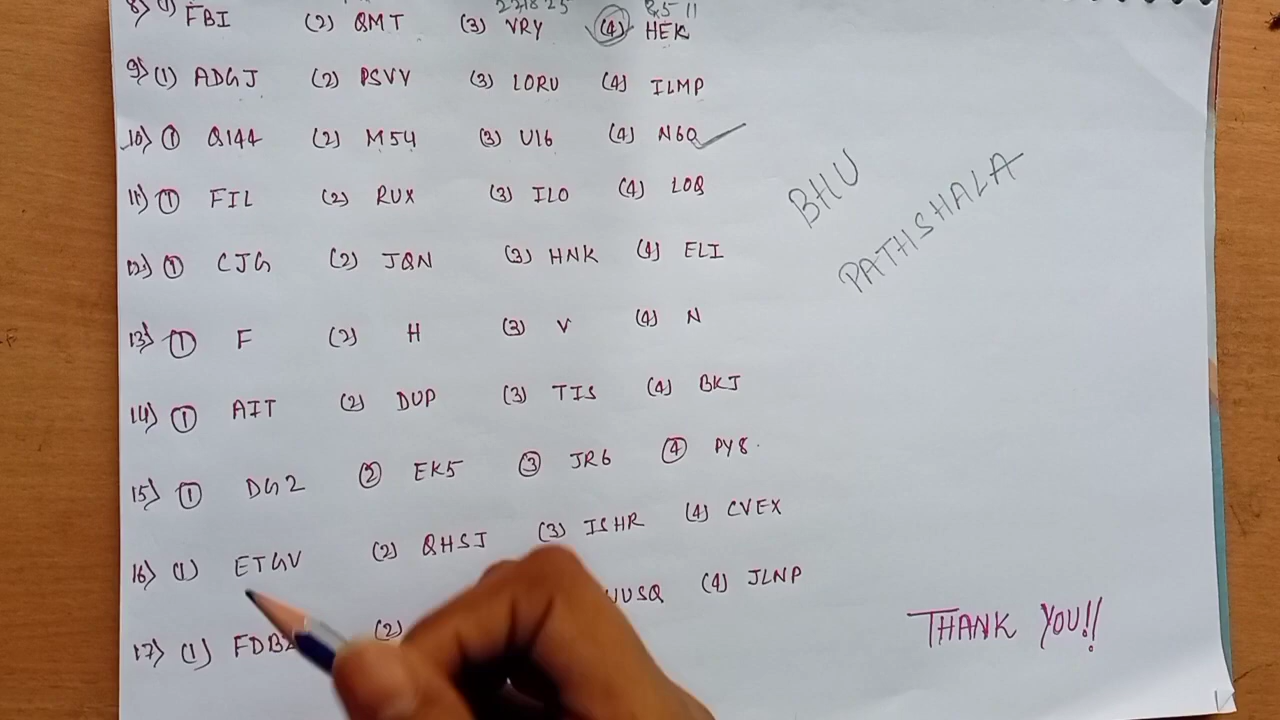 8) (1) FBI (2) QMT (3) VRY (4) HEK
9) (1) ADGJ (2) PSVY (3) LORU (4) ILMP
10) (1) Q144 (2) M54 (3) U16 (4) N60
11) (1) FIL (2) RUX (3) ILO (4) LOQ
12) (1) CJG (2) JQN (3) HNK (4) ELI
13) (1) F (2) H (3) V (4) N
14) (1) AIT (2) DUP (3) TIS (4) BKJ
15) (1) DG2 (2) EK5 (3) JR6 (4) PY8
16) (1) ETGV (2) QHSJ (3) ISHR (4) CVEX
17) (1) (2) (4) JLNP
BHU
PATHSHALA
THANK YOU!!